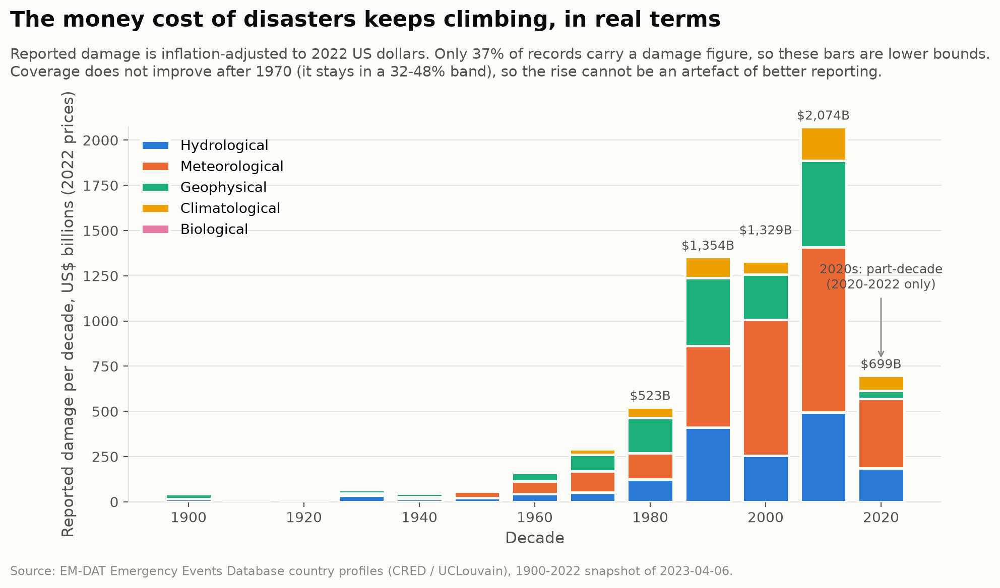 The money cost of disasters keeps climbing, in real terms
Reported damage is inflation-adjusted to 2022 US dollars. Only 37% of records carry a damage figure, so these bars are lower bounds.
Coverage does not improve after 1970 (it stays in a 32-48% band), so the rise cannot be an artefact of better reporting.
Reported damage per decade, US$ billions (2022 prices)
2000
1750
1500
1250
1000
750
500
250
0
Hydrological
Meteorological
Geophysical
Climatological
Biological
$523B
$1,354B
$1,329B
$2,074B
2020s: part-decade
(2020-2022 only)
$699B
1900
1920
1940
1960
1980
2000
2020
Decade
Source: EM-DAT Emergency Events Database country profiles (CRED / UCLouvain), 1900-2022 snapshot of 2023-04-06.